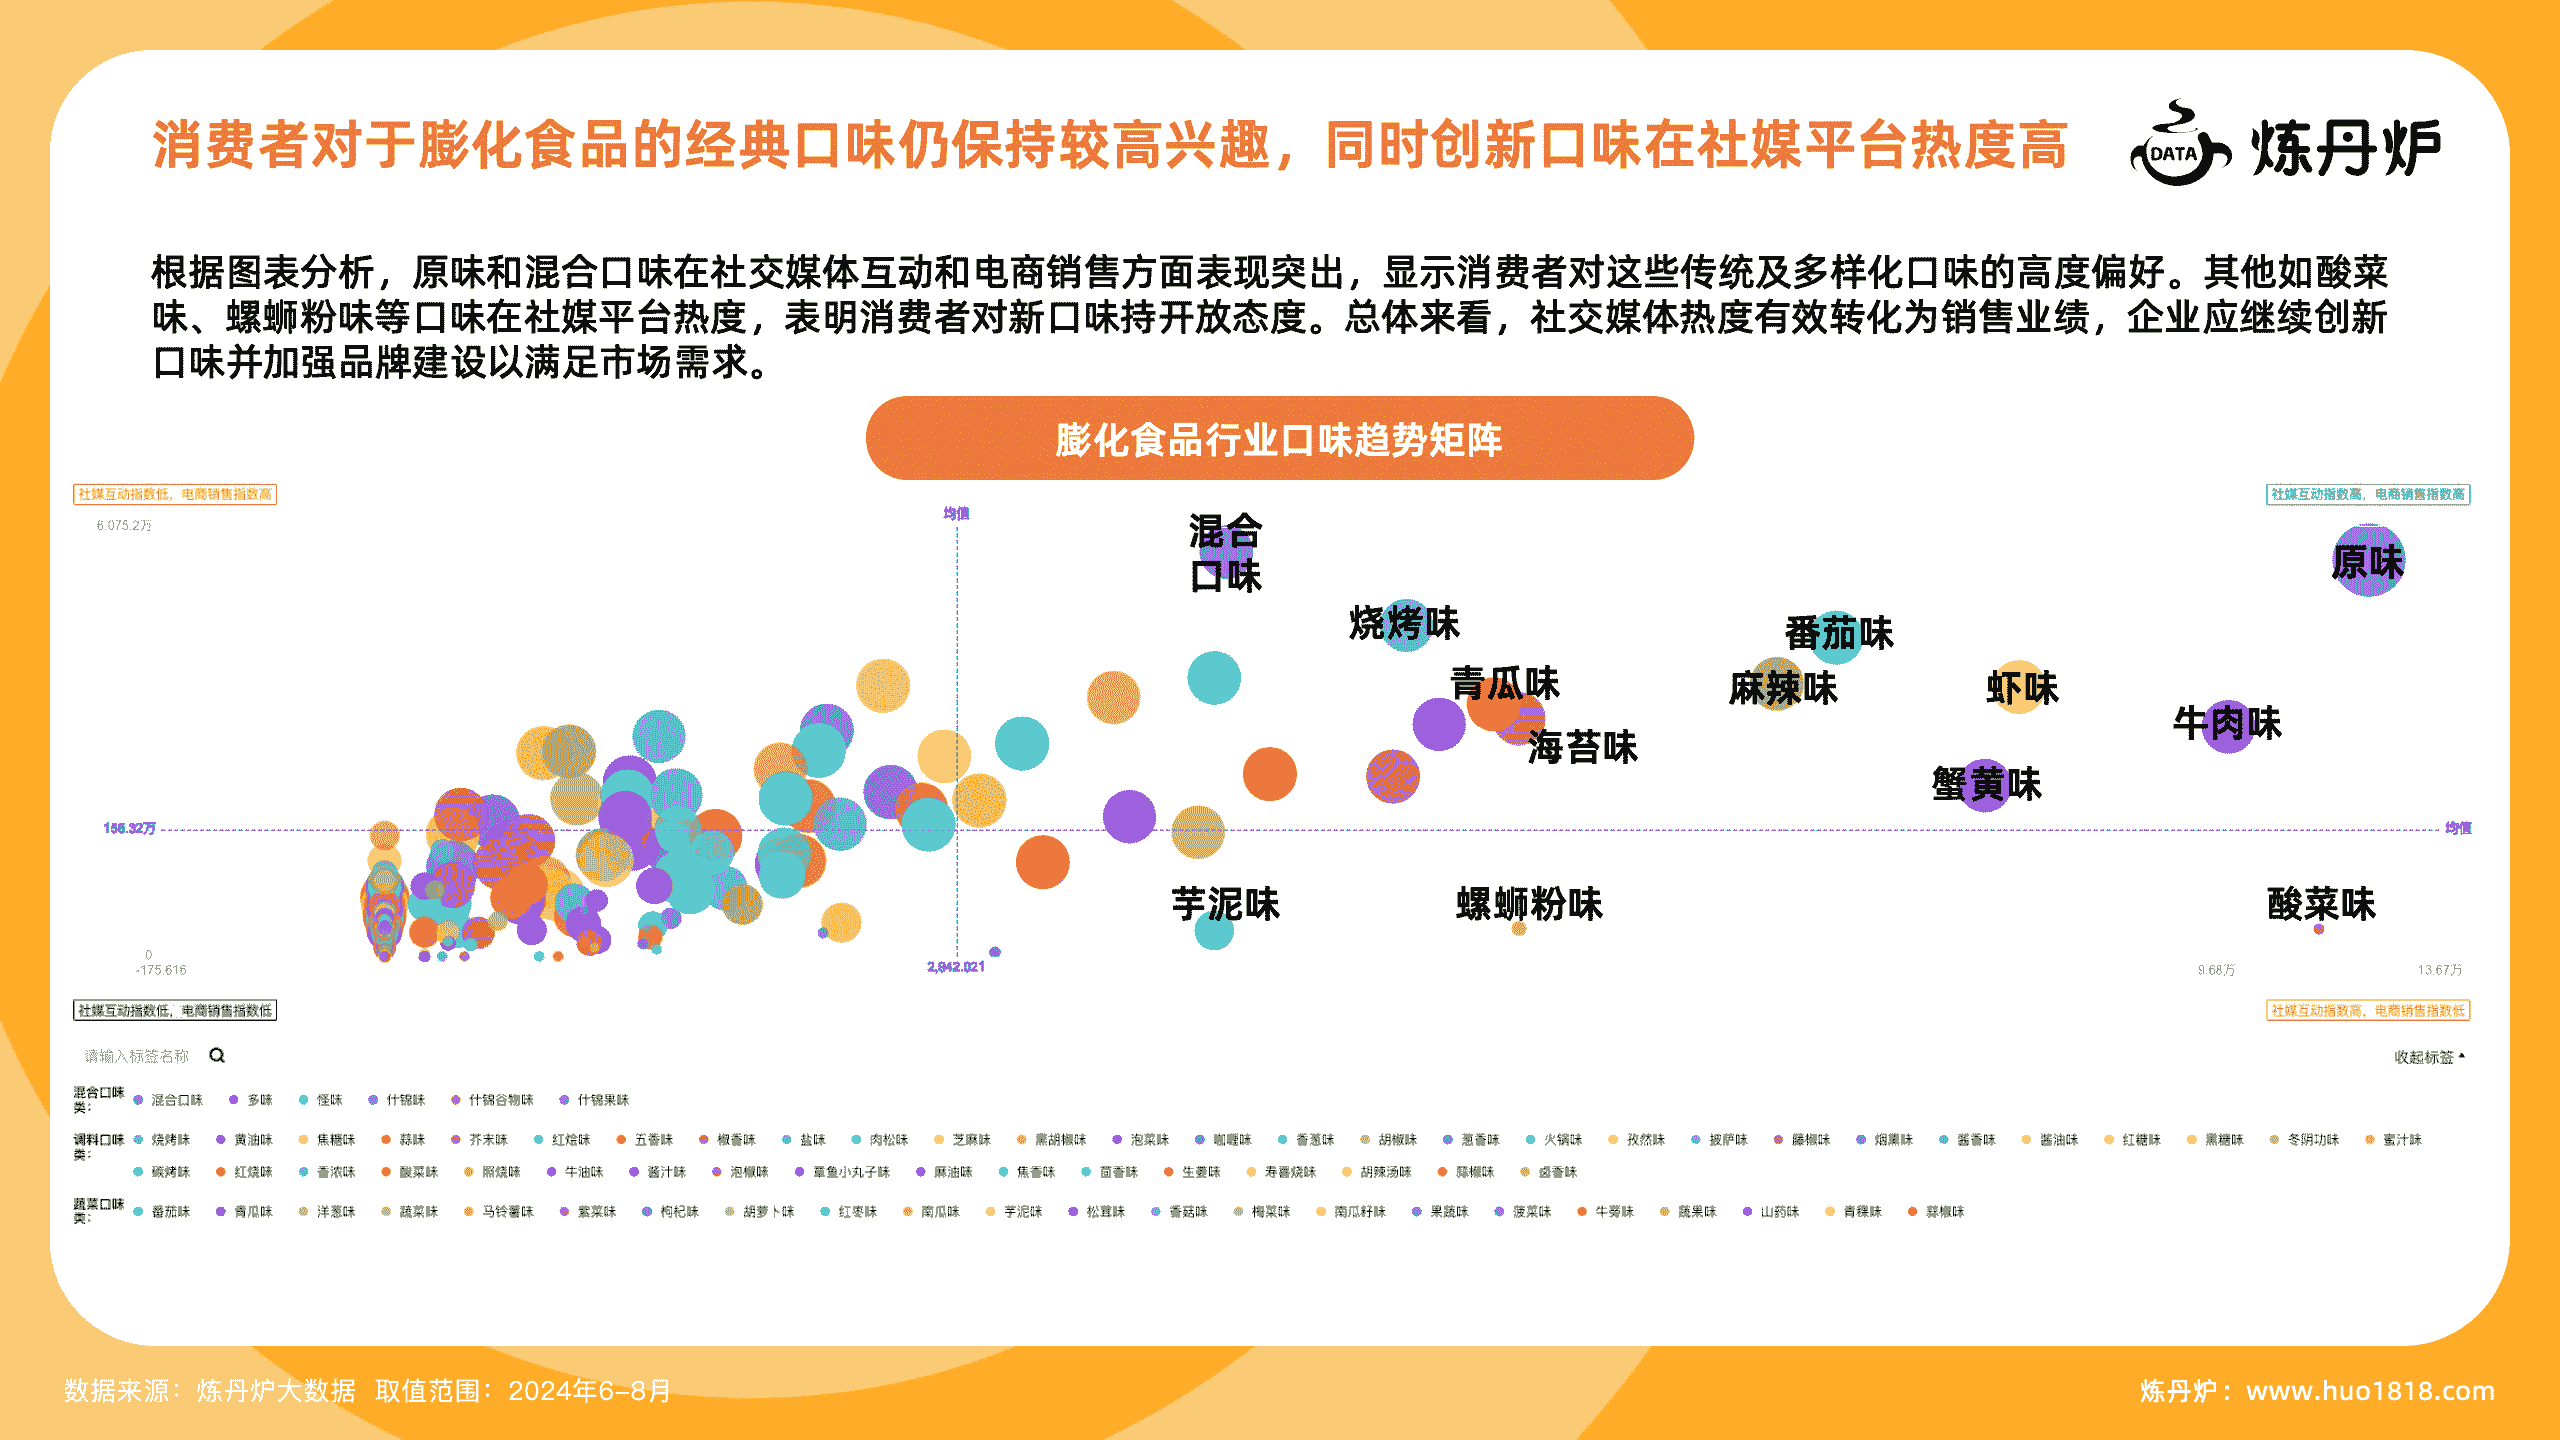 消费者对于膨化食品的经典口味仍保持较高兴趣，同时创新口味在社媒平台热度高
DATA 炼丹炉
根据图表分析，原味和混合口味在社交媒体互动和电商销售方面表现突出，显示消费者对这些传统及多样化口味的高度偏好。其他如酸菜
味、螺蛳粉味等口味在社媒平台热度，表明消费者对新口味持开放态度。总体来看，社交媒体热度有效转化为销售业绩，企业应继续创新
口味并加强品牌建设以满足市场需求。
膨化食品行业口味趋势矩阵
社媒互动指数低，电商销售指数高
社媒互动指数高，电商销售指数高
6,075.2万
均值
混合
口味
原味
烧烤味
番茄味
青瓜味
麻辣味
虾味
牛肉味
海苔味
蟹黄味
156.32万
均值
芋泥味
螺蛳粉味
酸菜味
0
-175.616
2,942.021
9.68万
13.67万
社媒互动指数低，电商销售指数低
社媒互动指数高，电商销售指数低
请输入标签名称
收起标签
混合口味类： 混合口味 多味 怪味 什锦味 什锦谷物味 什锦果味
调料口味类： 烧烤味 黄油味 焦糖味 蒜味 芥末味 红烩味 五香味 椒香味 盐味 肉松味 芝麻味 黑胡椒味 泡菜味 咖喱味 香葱味 胡椒味 葱香味 火锅味 孜然味 披萨味 藤椒味 烟熏味 酱香味 酱油味 红糖味 黑糖味 冬阴功味 蜜汁味
碳烤味 红烧味 香浓味 酸菜味 照烧味 牛油味 酱汁味 泡椒味 章鱼小丸子味 麻油味 焦香味 茴香味 生姜味 寿喜烧味 胡辣汤味 卤香味
蔬菜口味类： 番茄味 青瓜味 洋葱味 蔬菜味 马铃薯味 紫菜味 枸杞味 胡萝卜味 红枣味 南瓜味 芋泥味 松茸味 香菇味 梅菜味 南瓜籽味 果蔬味 菠菜味 牛蒡味 蔬果味 山药味 青稞味 蒜椒味
数据来源：炼丹炉大数据 取值范围：2024年6-8月
炼丹炉：www.huo1818.com